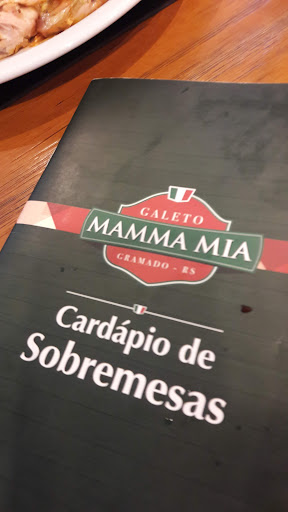 GALETO
MAMMA MIA
GRAMADO - RS
Cardápio de
Sobremesas